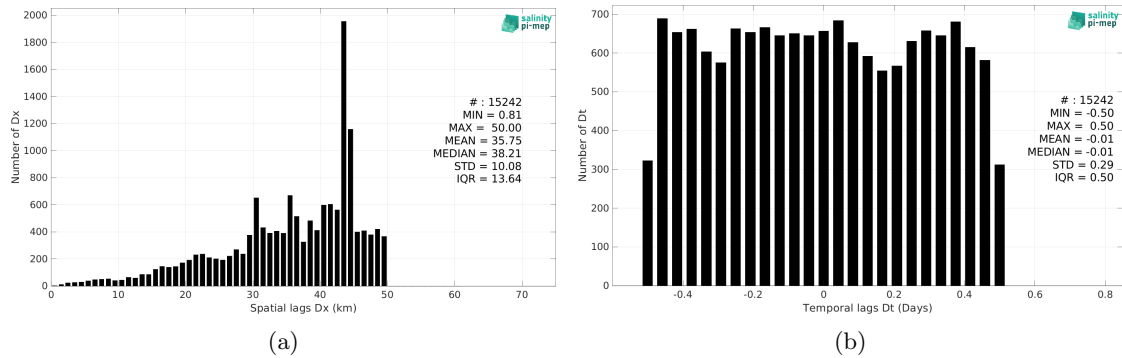 2000
1800
1600
1400
1200
1000
800
600
400
200
0
Number of Dx
salinity
pi-mep
# : 15242
MIN = 0.81
MAX = 50.00
MEAN = 35.75
MEDIAN = 38.21
STD = 10.08
IQR = 13.64
0 10 20 30 40 50 60 70
Spatial lags Dx (km)
(a)
700
600
500
400
300
200
100
0
Number of Dt
salinity
pi-mep
# : 15242
MIN = -0.50
MAX = 0.50
MEAN = -0.01
MEDIAN = -0.01
STD = 0.29
IQR = 0.50
-0.4 -0.2 0 0.2 0.4 0.6 0.8
Temporal lags Dt (Days)
(b)